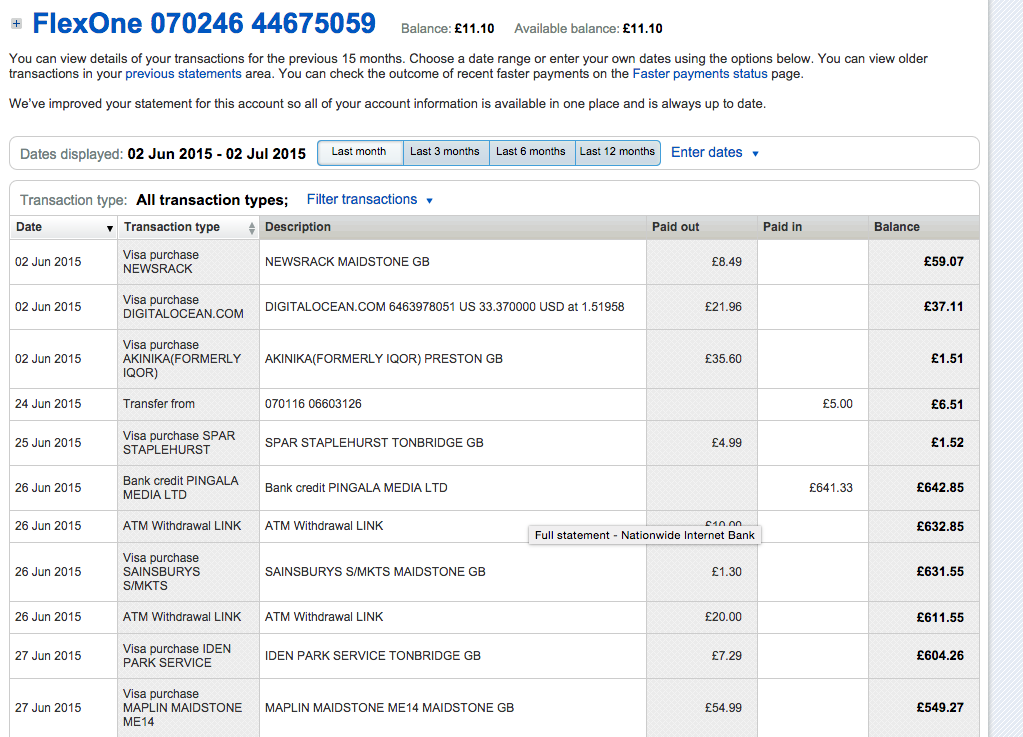 FlexOne 070246 44675059 Balance: £11.10 Available balance: £11.10
You can view details of your transactions for the previous 15 months. Choose a date range or enter your own dates using the options below. You can view older
transactions in your previous statements area. You can check the outcome of recent faster payments on the Faster payments status page.
We've improved your statement for this account so all of your account information is available in one place and is always up to date.
Dates displayed: 02 Jun 2015 - 02 Jul 2015 Last month Last 3 months Last 6 months Last 12 months Enter dates
Transaction type: All transaction types; Filter transactions
Date Transaction type Description Paid out Paid in Balance
02 Jun 2015 Visa purchase
NEWSRACK NEWSRACK MAIDSTONE GB £8.49 £59.07
02 Jun 2015 Visa purchase
DIGITALOCEAN.COM DIGITALOCEAN.COM 6463978051 US 33.370000 USD at 1.51958 £21.96 £37.11
02 Jun 2015 Visa purchase
AKINIKA(FORMERLY
IQOR) AKINIKA(FORMERLY IQOR) PRESTON GB £35.60 £1.51
24 Jun 2015 Transfer from 070116 06603126 £5.00 £6.51
25 Jun 2015 Visa purchase SPAR
STAPLEHURST SPAR STAPLEHURST TONBRIDGE GB £4.99 £1.52
26 Jun 2015 Bank credit PINGALA
MEDIA LTD Bank credit PINGALA MEDIA LTD £641.33 £642.85
26 Jun 2015 ATM Withdrawal LINK ATM Withdrawal LINK £10.00 £632.85
Full statement - Nationwide Internet Bank
26 Jun 2015 Visa purchase
SAINSBURYS
S/MKTS SAINSBURYS S/MKTS MAIDSTONE GB £1.30 £631.55
26 Jun 2015 ATM Withdrawal LINK ATM Withdrawal LINK £20.00 £611.55
27 Jun 2015 Visa purchase IDEN
PARK SERVICE IDEN PARK SERVICE TONBRIDGE GB £7.29 £604.26
27 Jun 2015 Visa purchase
MAPLIN MAIDSTONE
ME14 MAPLIN MAIDSTONE ME14 MAIDSTONE GB £54.99 £549.27